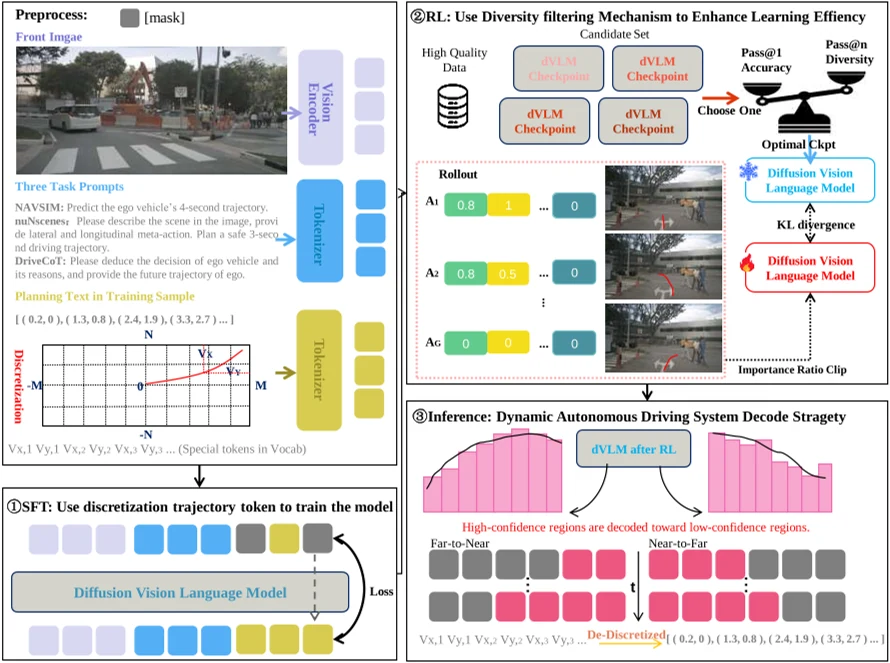 Preprocess:
[mask]
Front Imgae
Vision Encoder
Three Task Prompts
NAVSIM: Predict the ego vehicle's 4-second trajectory.
nuNscenes: Please describe the scene in the image, provi
de lateral and longitudinal meta-action. Plan a safe 3-seco
nd driving trajectory.
DriveCoT: Please deduce the decision of ego vehicle and
its reasons, and provide the future trajectory of ego.
Tokenizer
Planning Text in Training Sample
[ ( 0.2, 0 ), ( 1.3, 0.8 ), ( 2.4, 1.9 ), ( 3.3, 2.7 ) ... ]
Tokenizer
N
Discretization
-M
0
Vx
VY
M
-N
Vx,1 Vy,1 Vx,2 Vy,2 Vx,3 Vy,3 ... (Special tokens in Vocab)
①SFT: Use discretization trajectory token to train the model
Diffusion Vision Language Model
Loss
②RL: Use Diversity filtering Mechanism to Enhance Learning Effiency
Candidate Set
High Quality
Data
dVLM
Checkpoint
dVLM
Checkpoint
dVLM
Checkpoint
dVLM
Checkpoint
Choose One
Pass@1
Accuracy
Pass@n
Diversity
Optimal Ckpt
Diffusion Vision
Language Model
KL divergence
Diffusion Vision
Language Model
Importance Ratio Clip
Rollout
A1 0.8 1 ... 0
A2 0.8 0.5 ... 0
⋮
AG 0 0 ... 0
③Inference: Dynamic Autonomous Driving System Decode Stragety
dVLM after RL
High-confidence regions are decoded toward low-confidence regions.
Far-to-Near
Near-to-Far
t
Vx,1 Vy,1 Vx,2 Vy,2 Vx,3 Vy,3 ... De-Discretized [ ( 0.2, 0 ), ( 1.3, 0.8 ), ( 2.4, 1.9 ), ( 3.3, 2.7 ) ... ]